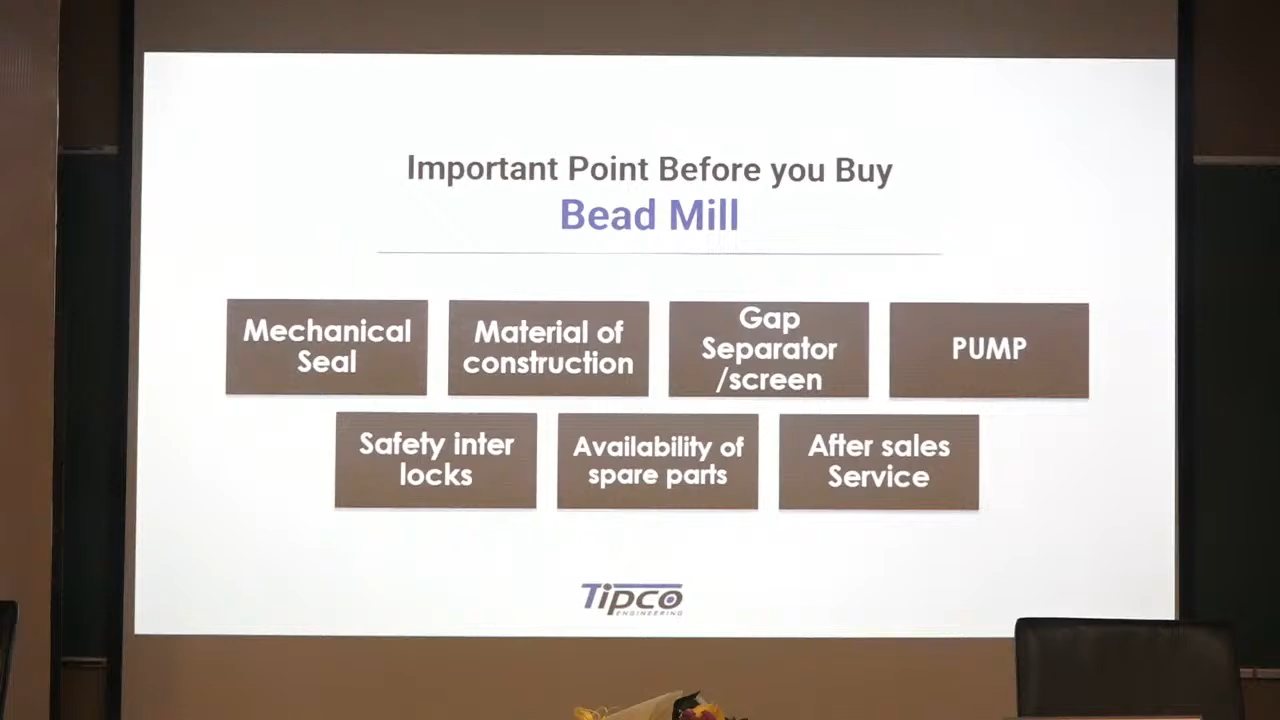 Important Point Before you Buy
Bead Mill
Mechanical
Seal
Material of
construction
Gap
Separator
/screen
PUMP
Safety inter
locks
Availability of
spare parts
After sales
Service
Tipco
ENGINEERING